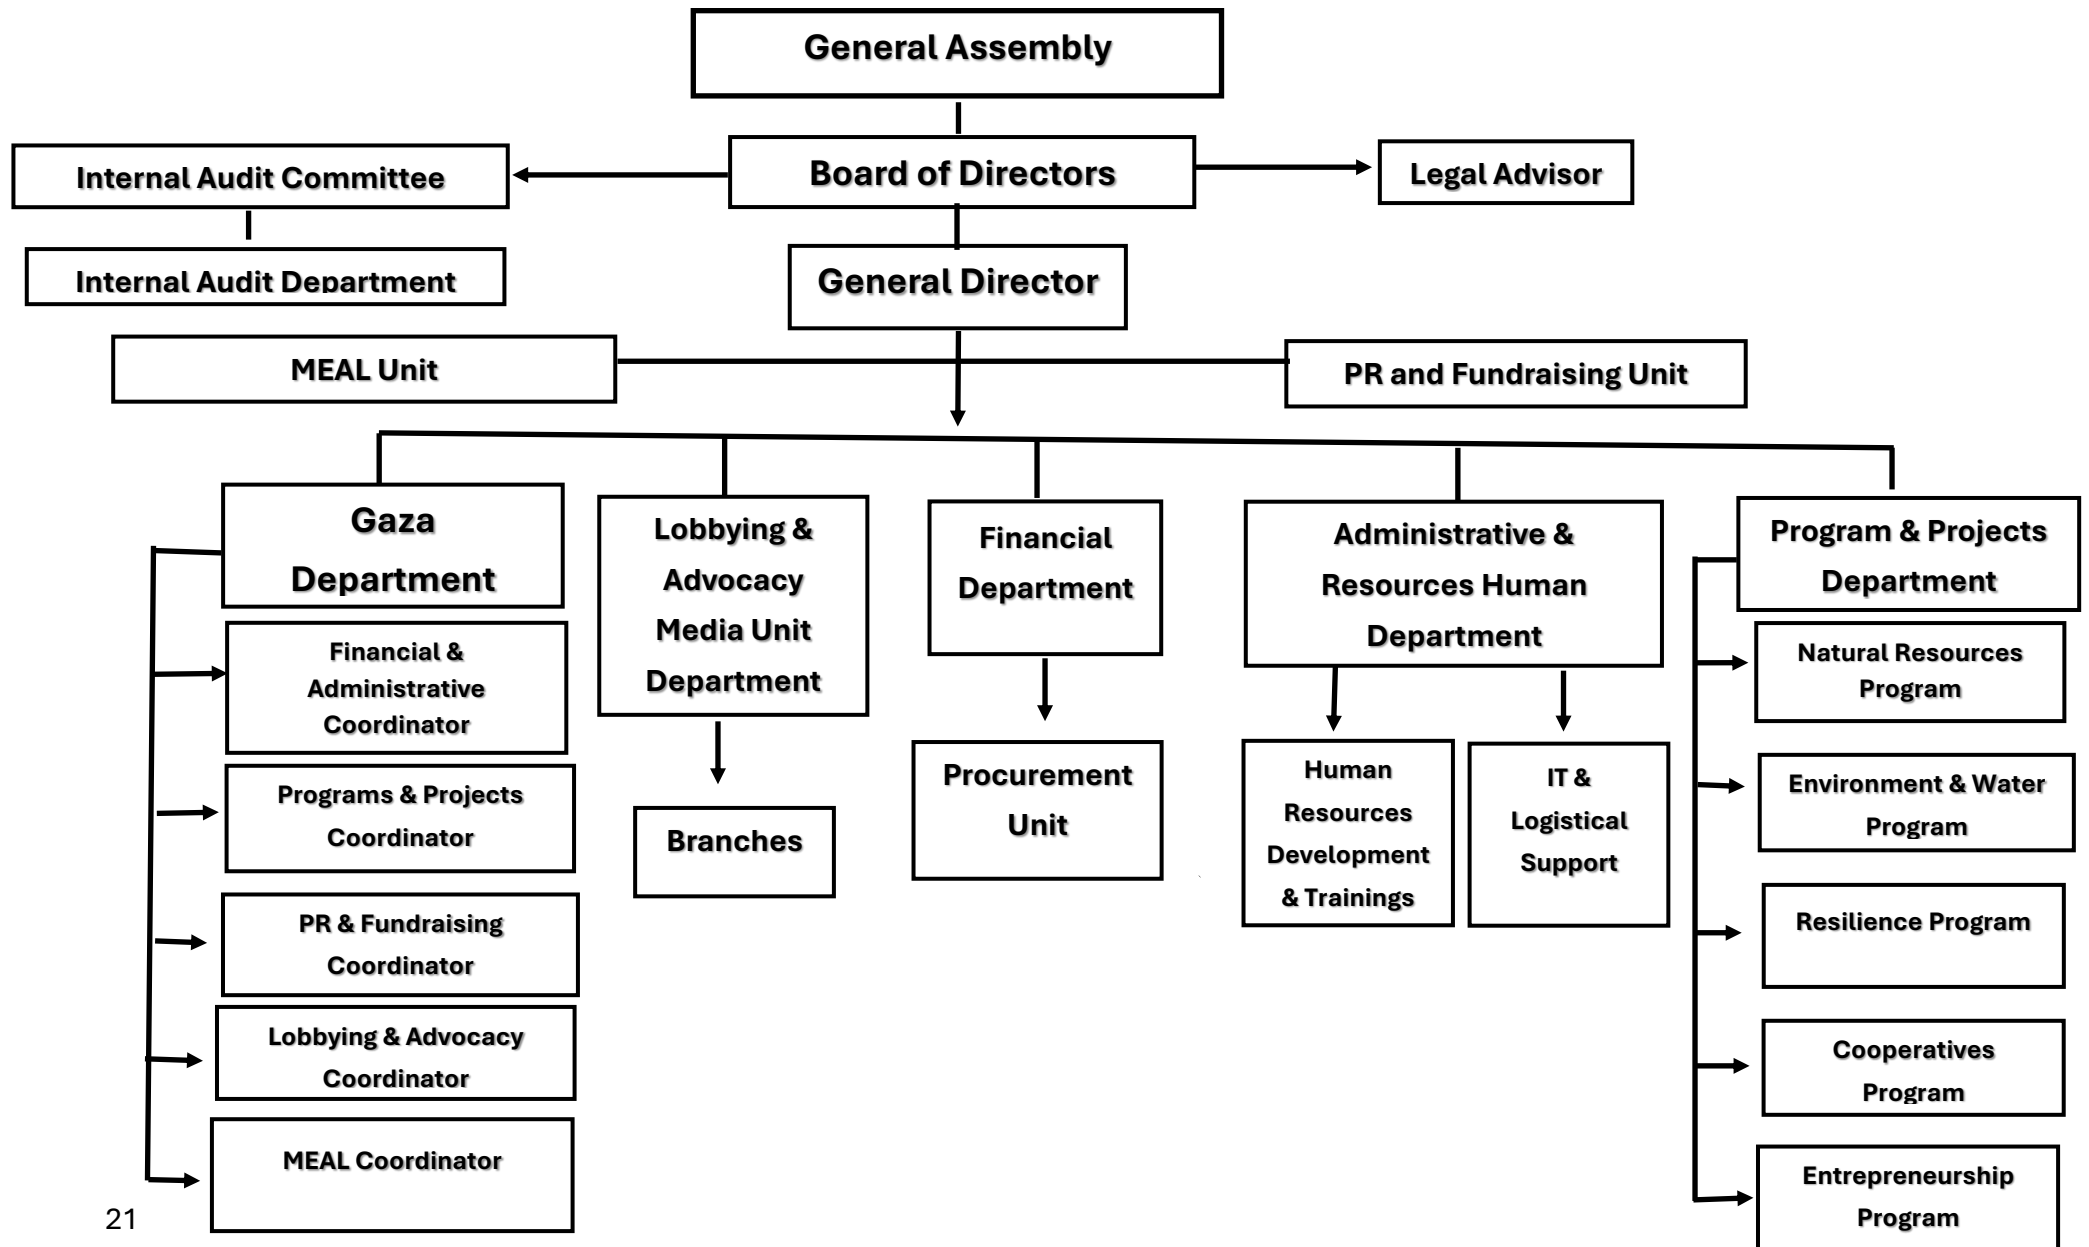 General Assembly
Internal Audit Committee
Board of Directors
Legal Advisor
Internal Audit Department
General Director
MEAL Unit
PR and Fundraising Unit
Gaza
Department
Financial &
Administrative
Coordinator
Programs & Projects
Coordinator
PR & Fundraising
Coordinator
Lobbying & Advocacy
Coordinator
MEAL Coordinator
Lobbying &
Advocacy
Media Unit
Department
Branches
Financial
Department
Procurement
Unit
Administrative &
Resources Human
Department
Human
Resources
Development
& Trainings
IT &
Logistical
Support
Program & Projects
Department
Natural Resources
Program
Environment & Water
Program
Resilience Program
Cooperatives
Program
Entrepreneurship
Program
21